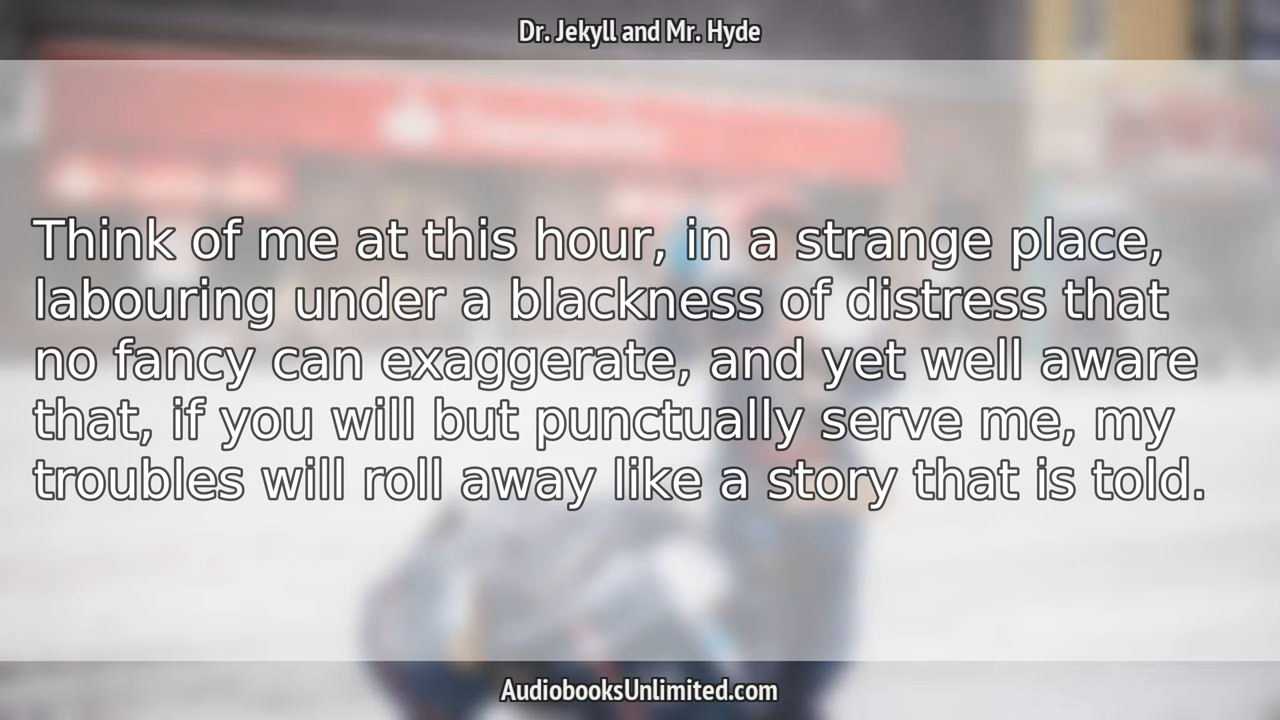 Dr. Jekyll and Mr. Hyde
Think of me at this hour, in a strange place,
labouring under a blackness of distress that
no fancy can exaggerate, and yet well aware
that, if you will but punctually serve me, my
troubles will roll away like a story that is told.
AudiobooksUnlimited.com